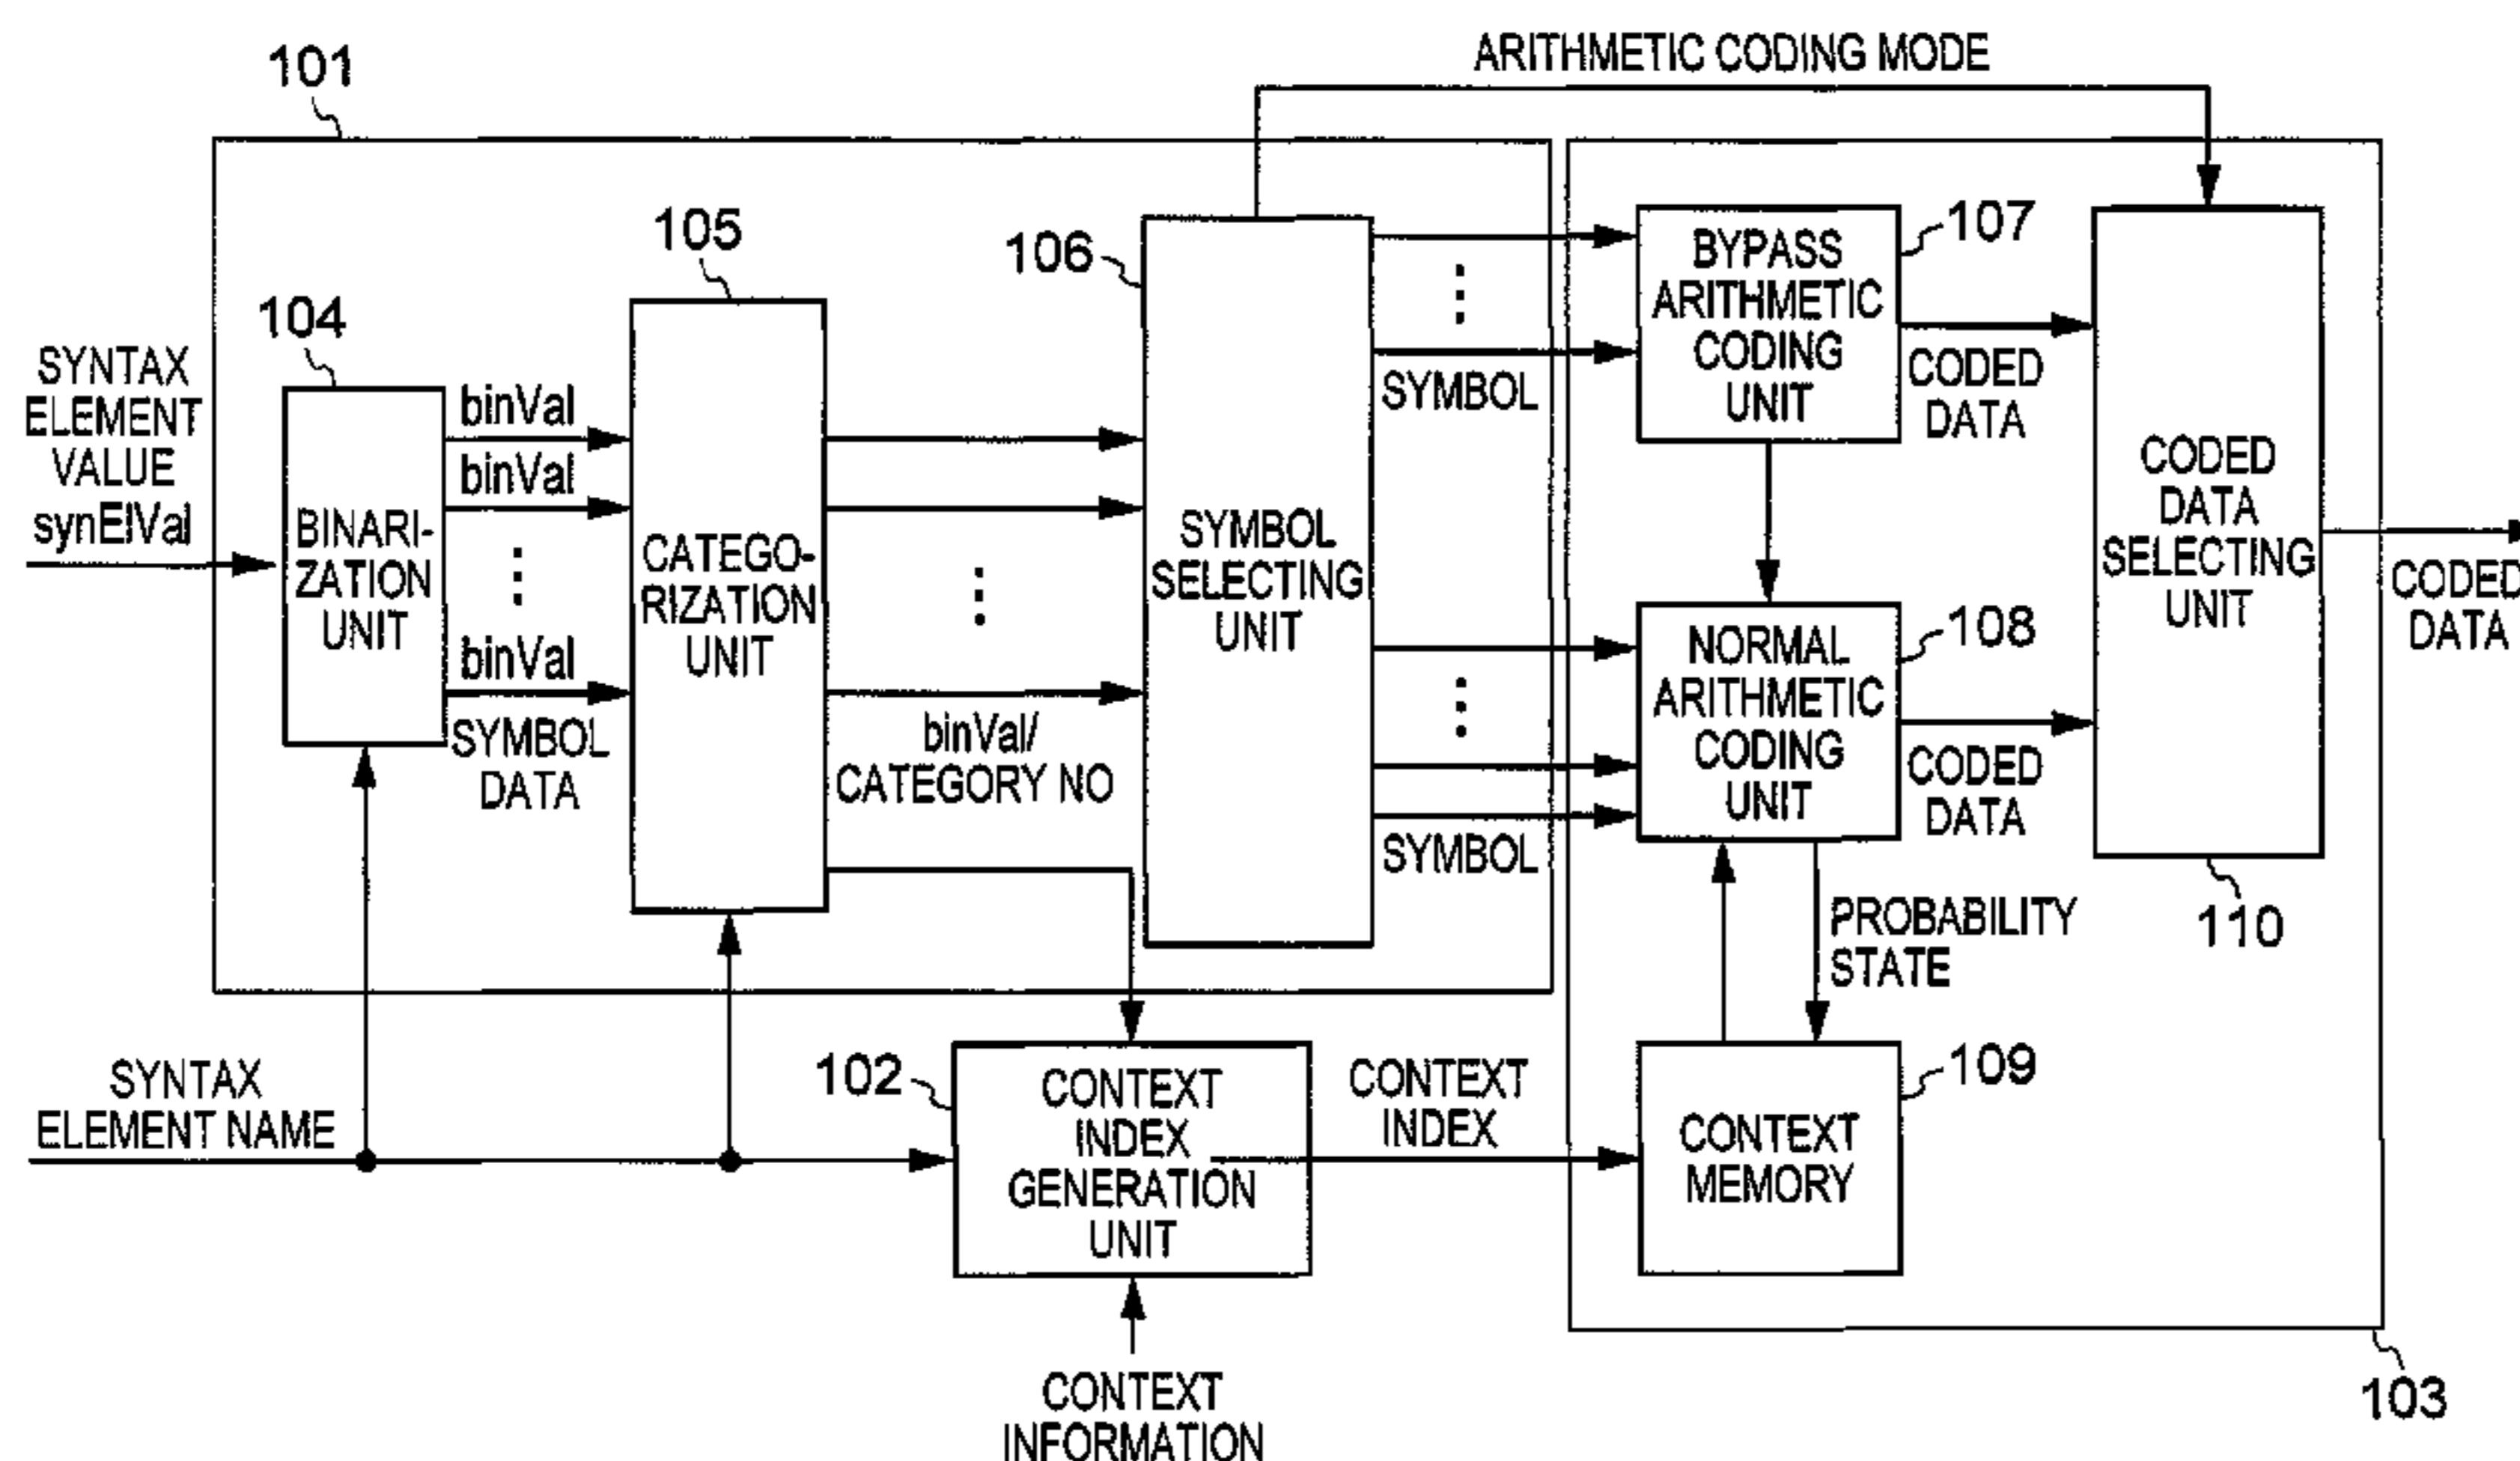 ARITHMETIC CODING MODE
101
105
106
104
107
SYNTAX
ELEMENT
VALUE
synElVal
binVal
binVal
binVal
SYMBOL
DATA
BINARI-
ZATION
UNIT
CATEGO-
RIZATION
UNIT
binVal/
CATEGORY NO
SYMBOL
SELECTING
UNIT
SYMBOL
SYMBOL
BYPASS
ARITHMETIC
CODING
UNIT
CODED
DATA
108
NORMAL
ARITHMETIC
CODING
UNIT
CODED
DATA
CODED
DATA
SELECTING
UNIT
CODED
DATA
110
PROBABILITY
STATE
SYNTAX
ELEMENT NAME
102
CONTEXT
INDEX
GENERATION
UNIT
CONTEXT
INDEX
109
CONTEXT
MEMORY
CONTEXT
INFORMATION
103